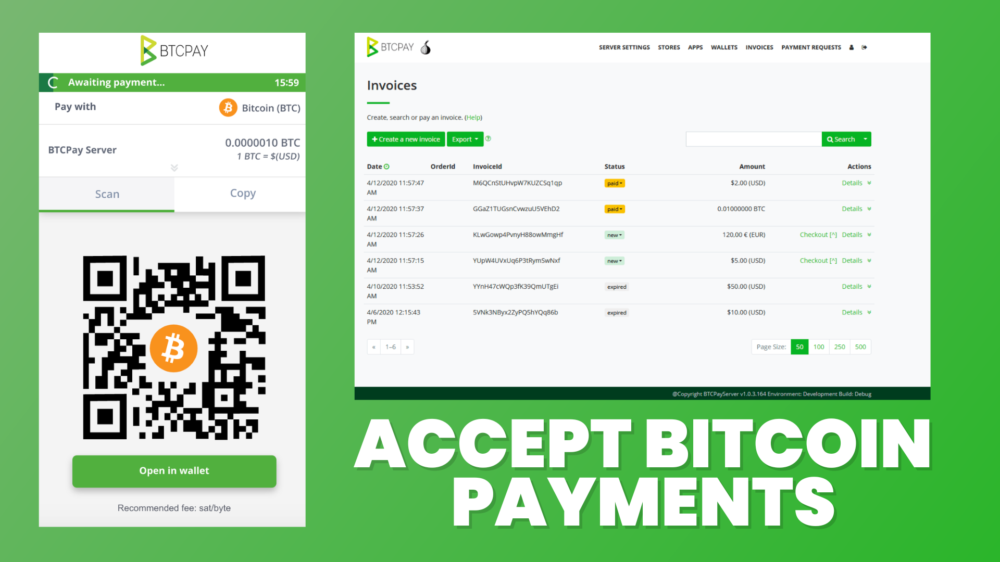 BTCPAY
Awaiting payment... 15:59
Pay with Bitcoin (BTC)
BTCPay Server 0.0000010 BTC
1 BTC = $(USD)
Scan Copy
Open in wallet
Recommended fee: sat/byte
BTCPAY SERVER SETTINGS STORES APPS WALLETS INVOICES PAYMENT REQUESTS
Invoices
Create, search or pay an invoice. (Help)
+ Create a new invoice Export Search
Date OrderId InvoiceId Status Amount Actions
4/12/2020 11:57:47 AM M6QCnStUHvpW7KUZCSq1qp paid $2.00 (USD) Details
4/12/2020 11:57:37 AM GGaZ1TUGsnCvwzuU5VEhD2 paid 0.01000000 BTC Details
4/12/2020 11:57:26 AM KLwGowp4PvnyH88owMmgHf new 120,00 € (EUR) Checkout [^] Details
4/12/2020 11:57:15 AM YUpW4UVxUq6P3tRymSwNxf new $5.00 (USD) Checkout [^] Details
4/10/2020 11:53:52 AM YYnH47cWQp3fK39QmUTgEi expired $50.00 (USD) Details
4/6/2020 12:15:43 PM 5VNk3NByx2ZyPQ5hYQq86b expired $10.00 (USD) Details
« 1–6 » Page Size: 50 100 250 500
@Copyright BTCPayServer v1.0.3.164 Environment: Development Build: Debug
ACCEPT BITCOIN
PAYMENTS